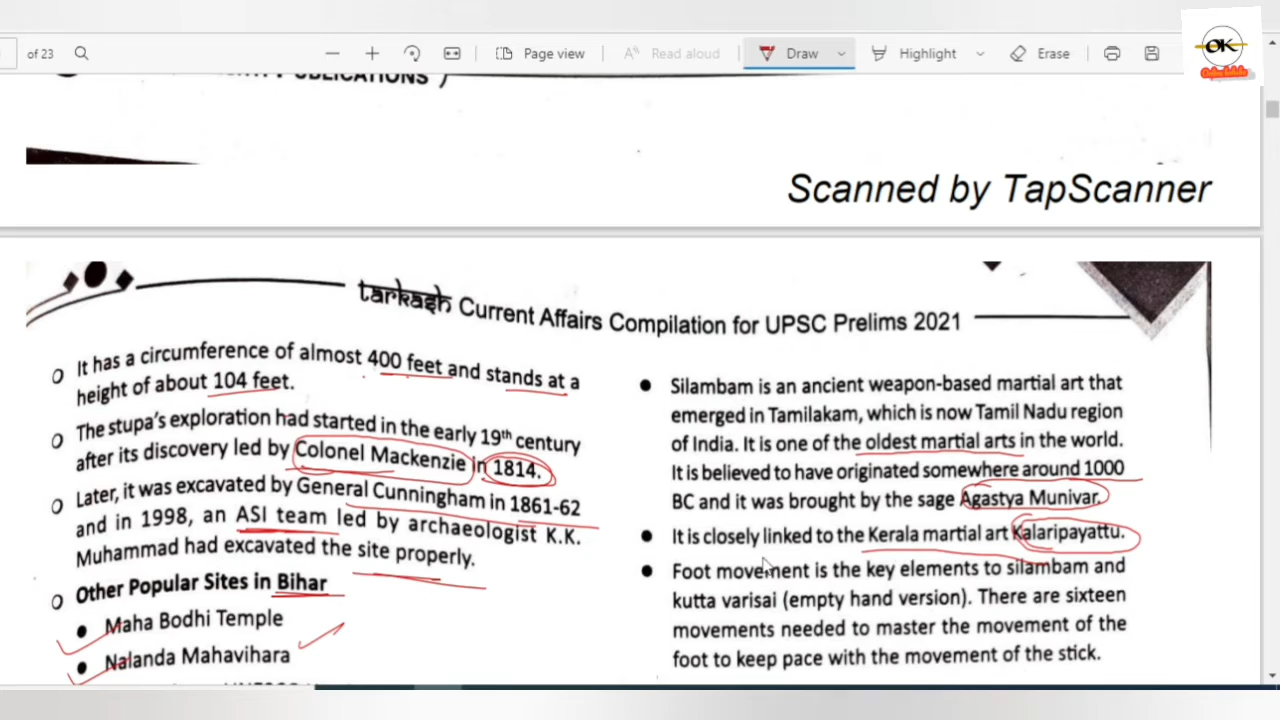 of 23
Page view
Read aloud
Draw
Highlight
Erase
OK
PUBLICATIONS )
Scanned by TapScanner
tarkash Current Affairs Compilation for UPSC Prelims 2021
o It has a circumference of almost 400 feet and stands at a
height of about 104 feet.
o The stupa's exploration had started in the early 19th century
after its discovery led by Colonel Mackenzie in 1814.
o Later, it was excavated by General Cunningham in 1861-62
and in 1998, an ASI team led by archaeologist K.K.
Muhammad had excavated the site properly.
o Other Popular Sites in Bihar
● Maha Bodhi Temple
● Nalanda Mahavihara
● Silambam is an ancient weapon-based martial art that
emerged in Tamilakam, which is now Tamil Nadu region
of India. It is one of the oldest martial arts in the world.
It is believed to have originated somewhere around 1000
BC and it was brought by the sage Agastya Munivar.
● It is closely linked to the Kerala martial art Kalaripayattu.
● Foot movement is the key elements to silambam and
kutta varisai (empty hand version). There are sixteen
movements needed to master the movement of the
foot to keep pace with the movement of the stick.